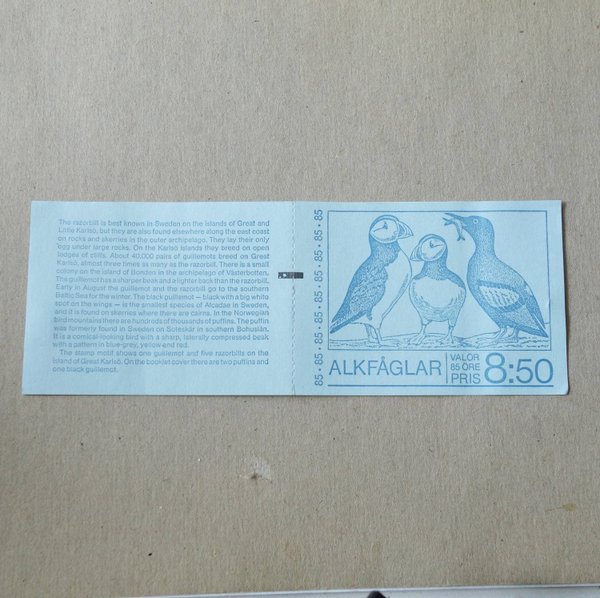 The razorbill is best known in Sweden on the islands of Great and
Little Karlsö, but they are also found elsewhere along the east coast
on rocks and skerries in the outer archipelago. They lay their only
egg under large rocks. On the Karlsö islands they breed on open
ledges of cliffs. About 40,000 pairs of guillemots breed on Great
Karlsö, almost three times as many as the razorbill. There is a small
colony on the island of Bonden in the archipelago of Västerbotten.
The guillemot has a sharper beak and a lighter back than the razorbill.
Early in August the guillemot and the razorbill go to the southern
Baltic Sea for the winter. The black guillemot — black with a big white
spot on the wings — is the smallest species of Alcadae in Sweden,
and it is found on skerries where there are cairns. In the Norwegian
bird mountains there are hundreds of thousands of puffins. The puffin
was formerly found in Sweden on Soteskär in southern Bohuslän.
It is a comical-looking bird with a sharp, laterally compressed beak
with a pattern in blue-grey, yellow and red.
The stamp motif shows one guillemot and five razorbills on the
island of Great Karlsö. On the booklet cover there are two puffins and
one black guillemot.
85 • 85 • 85 • 85 • 85 • 85 • 85 • 85 • 85 • 85
ALKFÅGLAR
VALÖR
85 ÖRE
PRIS 8:50